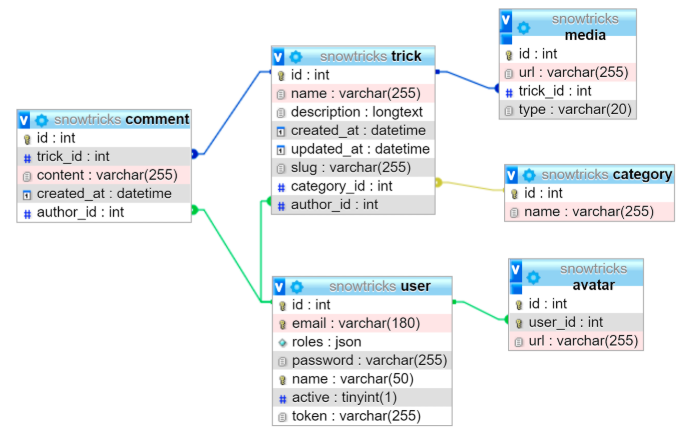 snowtricks comment
id : int
trick_id : int
content : varchar(255)
created_at : datetime
author_id : int
snowtricks trick
id : int
name : varchar(255)
description : longtext
created_at : datetime
updated_at : datetime
slug : varchar(255)
category_id : int
author_id : int
snowtricks
media
id : int
url : varchar(255)
trick_id : int
type : varchar(20)
snowtricks category
id : int
name : varchar(255)
snowtricks user
id : int
email : varchar(180)
roles : json
password : varchar(255)
name : varchar(50)
active : tinyint(1)
token : varchar(255)
snowtricks
avatar
id : int
user_id : int
url : varchar(255)